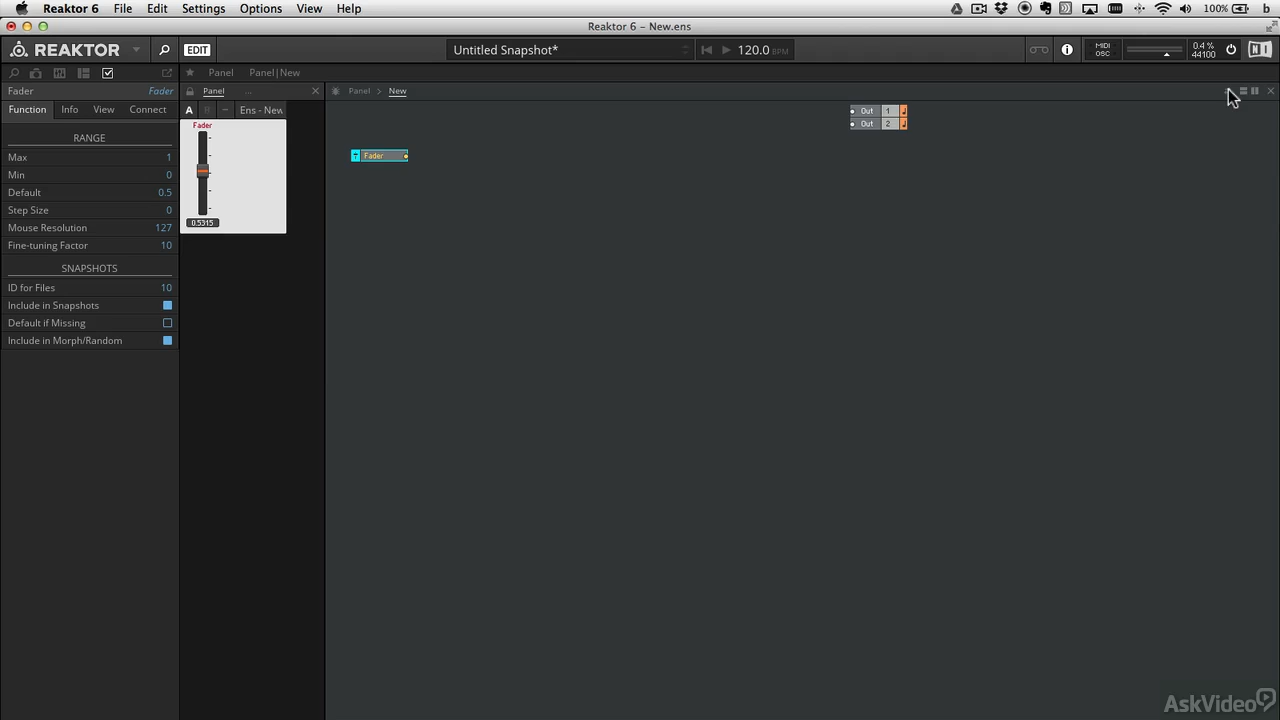 Reaktor 6 File Edit Settings Options View Help 100% b
Reaktor 6 – New.ens
REAKTOR EDIT Untitled Snapshot* 120.0 BPM MIDI OSC 0.4 % 44100
Panel Panel|New
Fader Fader Panel ... Panel > New
Function Info View Connect A B Ens - New
RANGE
Max 1
Min 0
Default 0.5
Step Size 0
Mouse Resolution 127
Fine-tuning Factor 10
SNAPSHOTS
ID for Files 10
Include in Snapshots
Default if Missing
Include in Morph/Random
Fader
0.5315
Fader
Out 1
Out 2
AskVideo